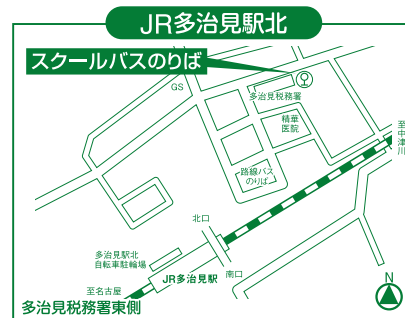 JR多治見駅北
スクールバスのりば
GS
多治見税務署
精華
医院
至中津川
路線バス
のりば
北口
多治見駅北
自転車駐輪場
JR多治見駅
南口
至名古屋
N
多治見税務署東側